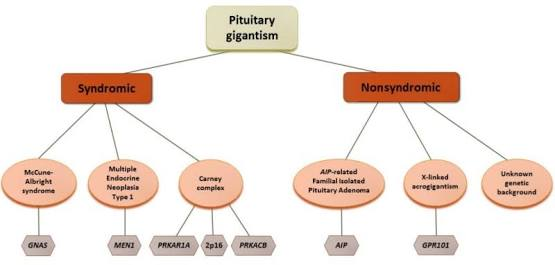 Pituitary
gigantism
Syndromic
Nonsyndromic
McCune-
Albright
syndrome
Multiple
Endocrine
Neoplasia
Type 1
Carney
complex
AIP-related
Familial Isolated
Pituitary Adenoma
X-linked
acrogigantism
Unknown
genetic
background
GNAS
MEN1
PRKAR1A
2p16
PRKACB
AIP
GPR101